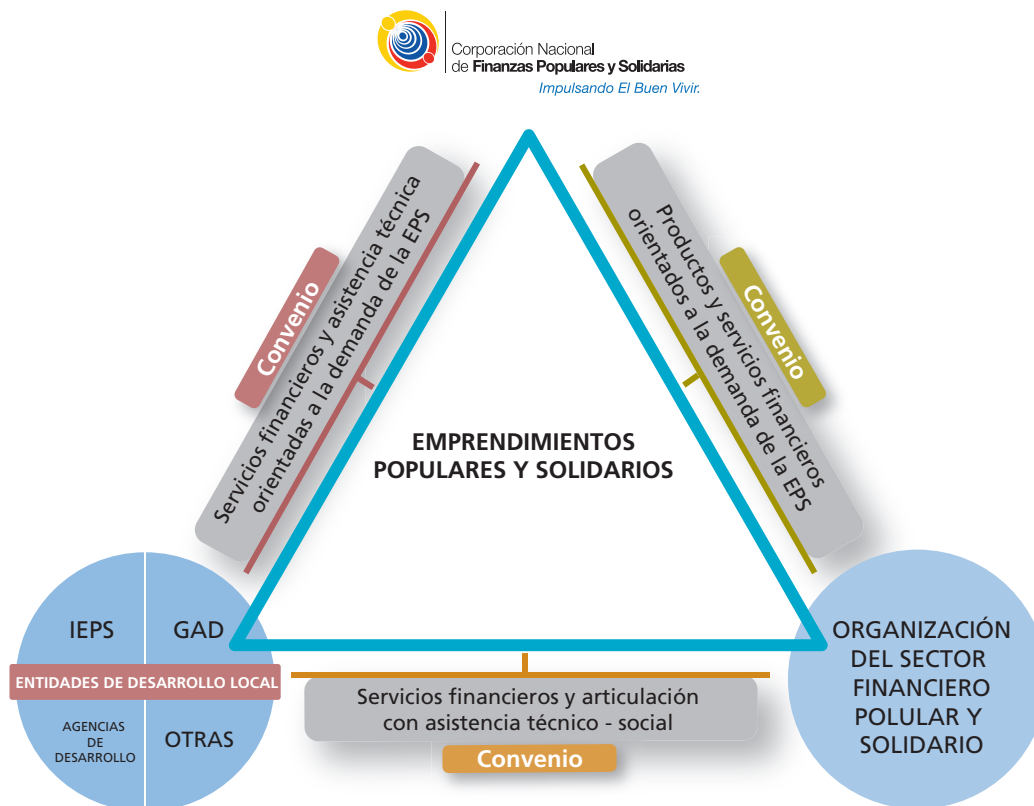 Corporación Nacional
de Finanzas Populares y Solidarias
Impulsando El Buen Vivir.
Convenio
Servicios financieros y asistencia técnica
orientadas a la demanda de la EPS
Productos y servicios financieros
orientados a la demanda de la EPS
Convenio
EMPRENDIMIENTOS
POPULARES Y SOLIDARIOS
IEPS
GAD
ENTIDADES DE DESARROLLO LOCAL
AGENCIAS
DE
DESARROLLO
OTRAS
Servicios financieros y articulación
con asistencia técnico - social
Convenio
ORGANIZACIÓN
DEL SECTOR
FINANCIERO
POLULAR Y
SOLIDARIO